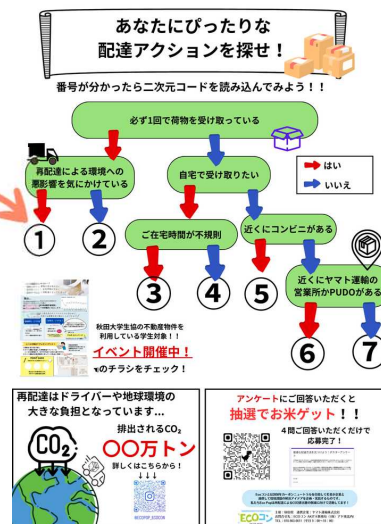 あなたにぴったりな
配達アクションを探せ！
番号が分かったら二次元コードを読み込んでみよう！！
必ず1回で荷物を受け取っている
再配達による環境への
悪影響を気にかけている
自宅で受け取りたい
はい
いいえ
ご在宅時間が不規則
近くにコンビニがある
近くにヤマト運輸の
営業所かPUDOがある
1
2
3
4
5
6
7
秋田大学生協の不動産物件を
利用している学生対象！！
イベント開催中！
のチラシをチェック！
再配達はドライバーや地球環境の
大きな負担となっています...
CO₂
排出されるCO₂
〇〇万トン
詳しくはこちらから！
↓↓↓
アンケートにご回答いただくと
抽選でお米ゲット！！
4問ご回答いただくだけで
応募完了！
ECOコン